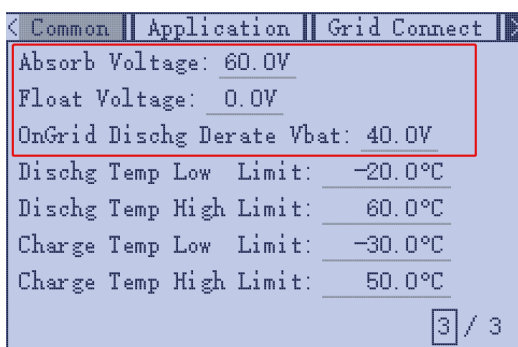 Common Application Grid Connect
Absorb Voltage: 60.0V
Float Voltage: 0.0V
OnGrid Dischg Derate Vbat: 40.0V
Dischg Temp Low Limit: -20.0°C
Dischg Temp High Limit: 60.0°C
Charge Temp Low Limit: -30.0°C
Charge Temp High Limit: 50.0°C
3 / 3